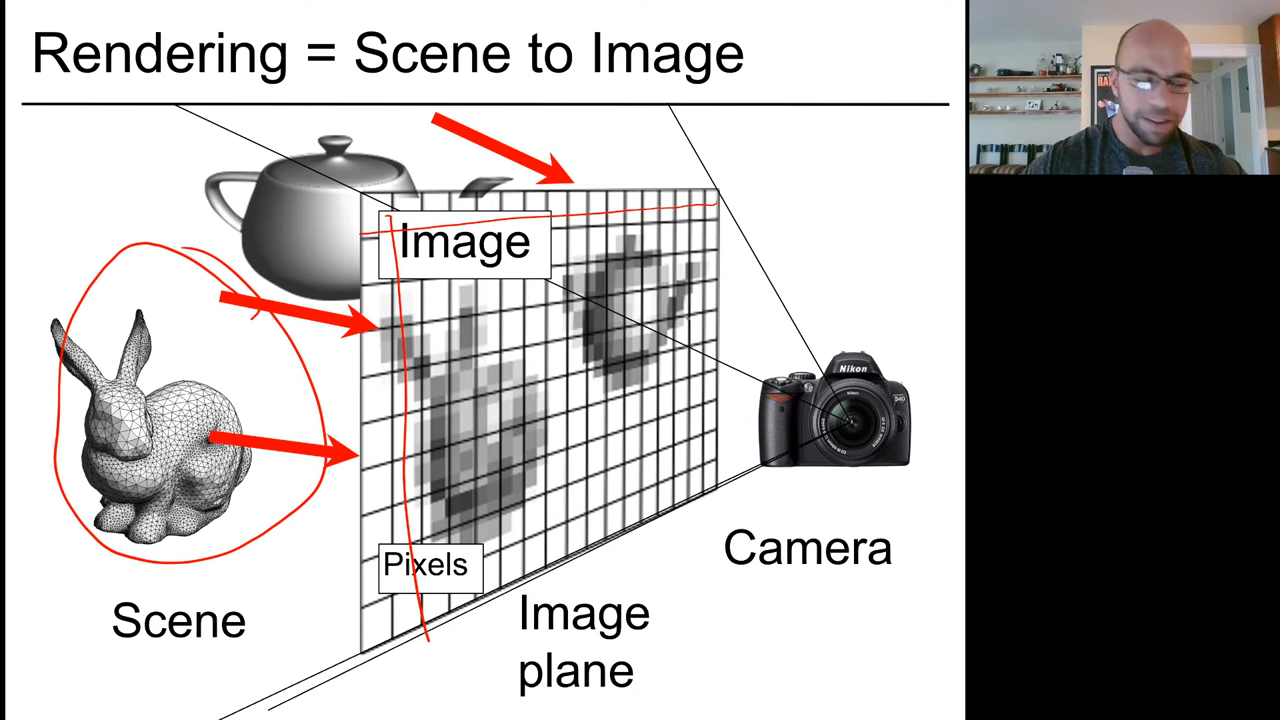 Rendering = Scene to Image
Image
Nikon
Pixels
Camera
Scene
Image
plane